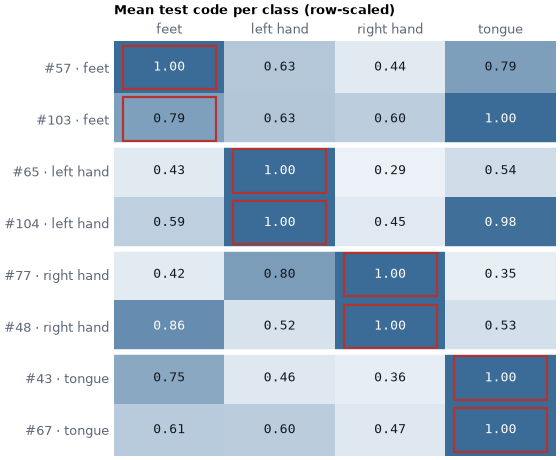 Mean test code per class (row-scaled)
feet left hand right hand tongue
#57 · feet 1.00 0.63 0.44 0.79
#103 · feet 0.79 0.63 0.60 1.00
#65 · left hand 0.43 1.00 0.29 0.54
#104 · left hand 0.59 1.00 0.45 0.98
#77 · right hand 0.42 0.80 1.00 0.35
#48 · right hand 0.86 0.52 1.00 0.53
#43 · tongue 0.75 0.46 0.36 1.00
#67 · tongue 0.61 0.60 0.47 1.00